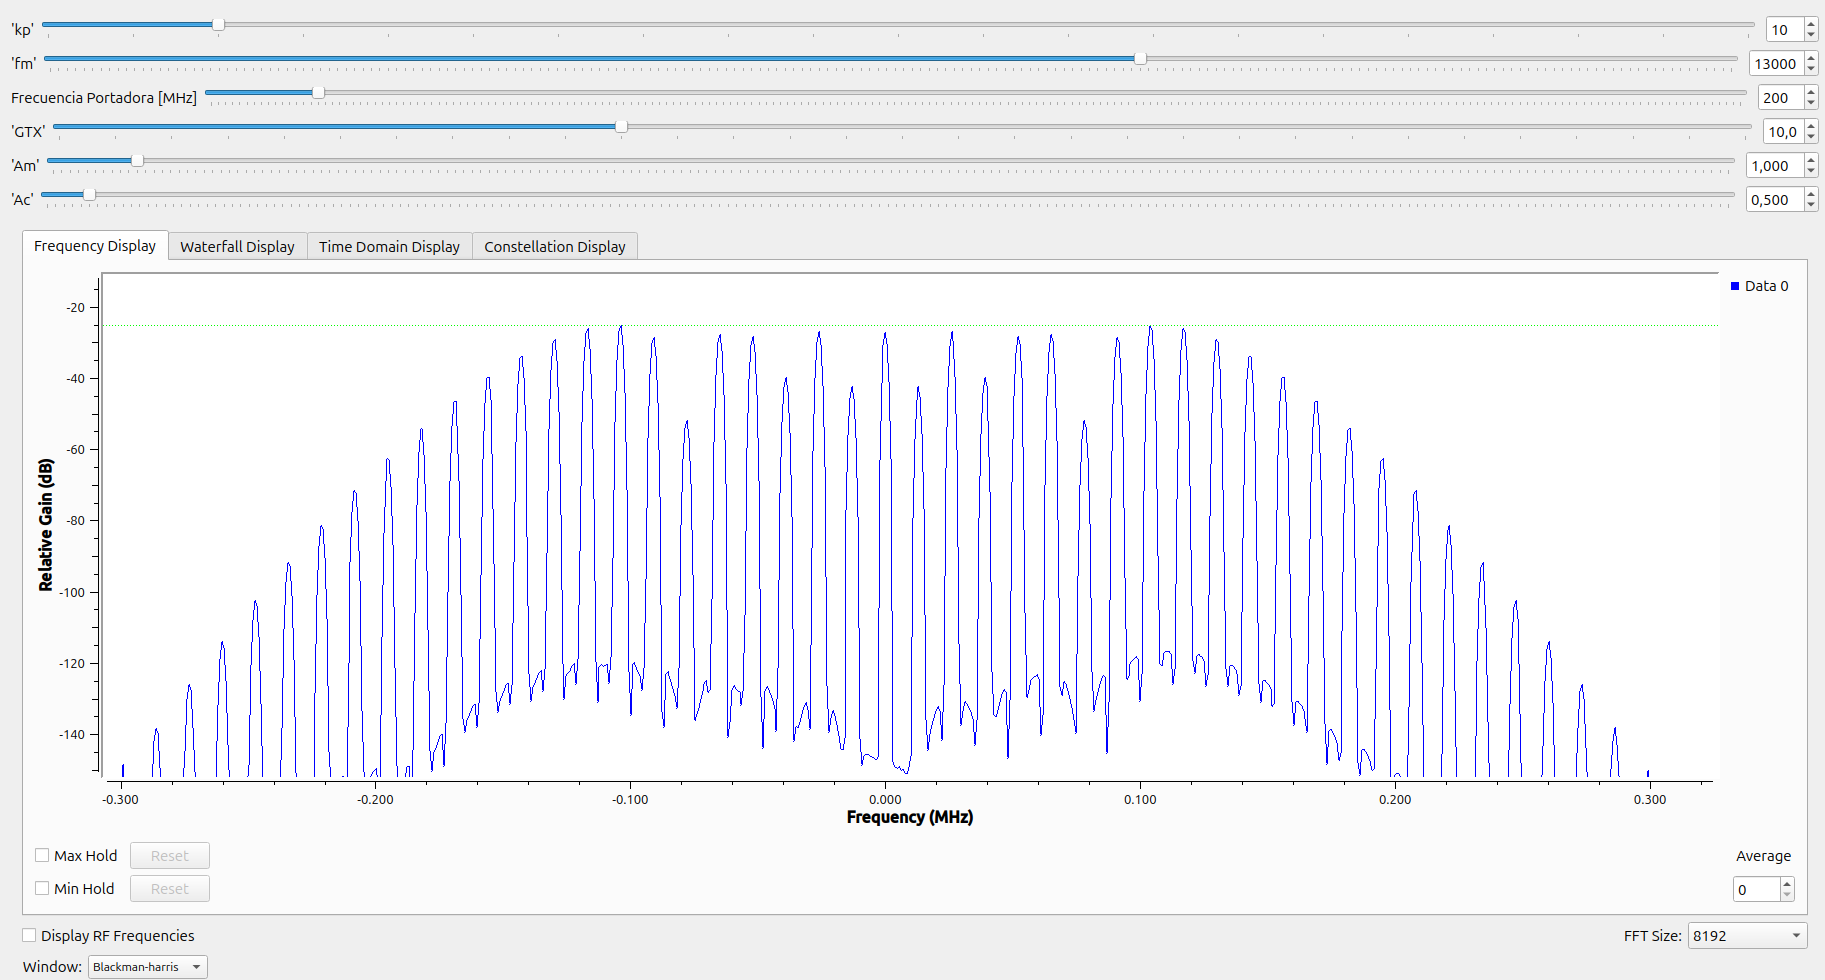 'kp' 10
'fm' 13000
Frecuencia Portadora [MHz] 200
'GTX' 10,0
'Am' 1,000
'Ac' 0,500
Frequency Display Waterfall Display Time Domain Display Constellation Display
Data 0
-20
-40
-60
-80
-100
-120
-140
Relative Gain (dB)
-0.300 -0.200 -0.100 0.000 0.100 0.200 0.300
Frequency (MHz)
Max Hold Reset Average
Min Hold Reset 0
Display RF Frequencies FFT Size: 8192
Window: Blackman-harris